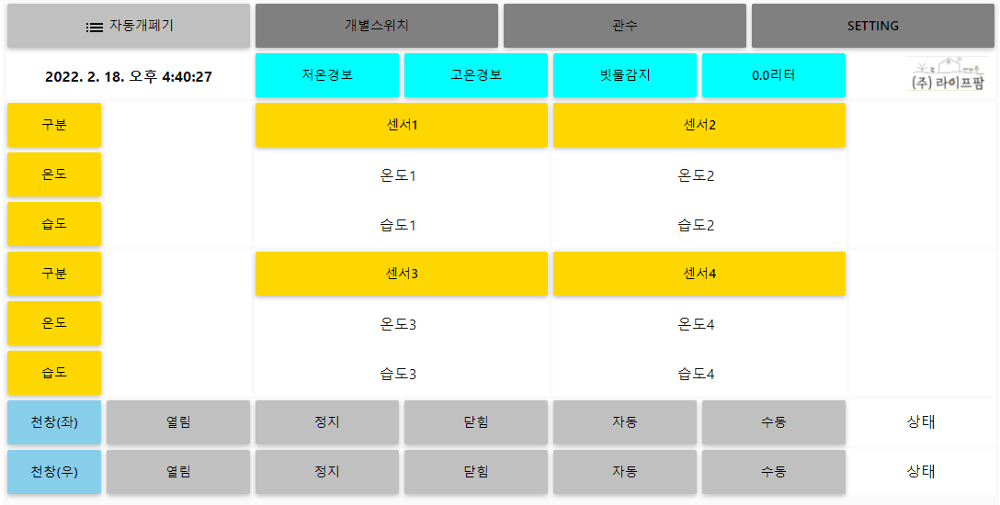 자동개폐기 개별스위치 관수 SETTING
2022. 2. 18. 오후 4:40:27 저온경보 고온경보 빗물감지 0.0리터 (주) 라이프팜
구분 센서1 센서2
온도 온도1 온도2
습도 습도1 습도2
구분 센서3 센서4
온도 온도3 온도4
습도 습도3 습도4
천창(좌) 열림 정지 닫힘 자동 수동 상태
천창(우) 열림 정지 닫힘 자동 수동 상태